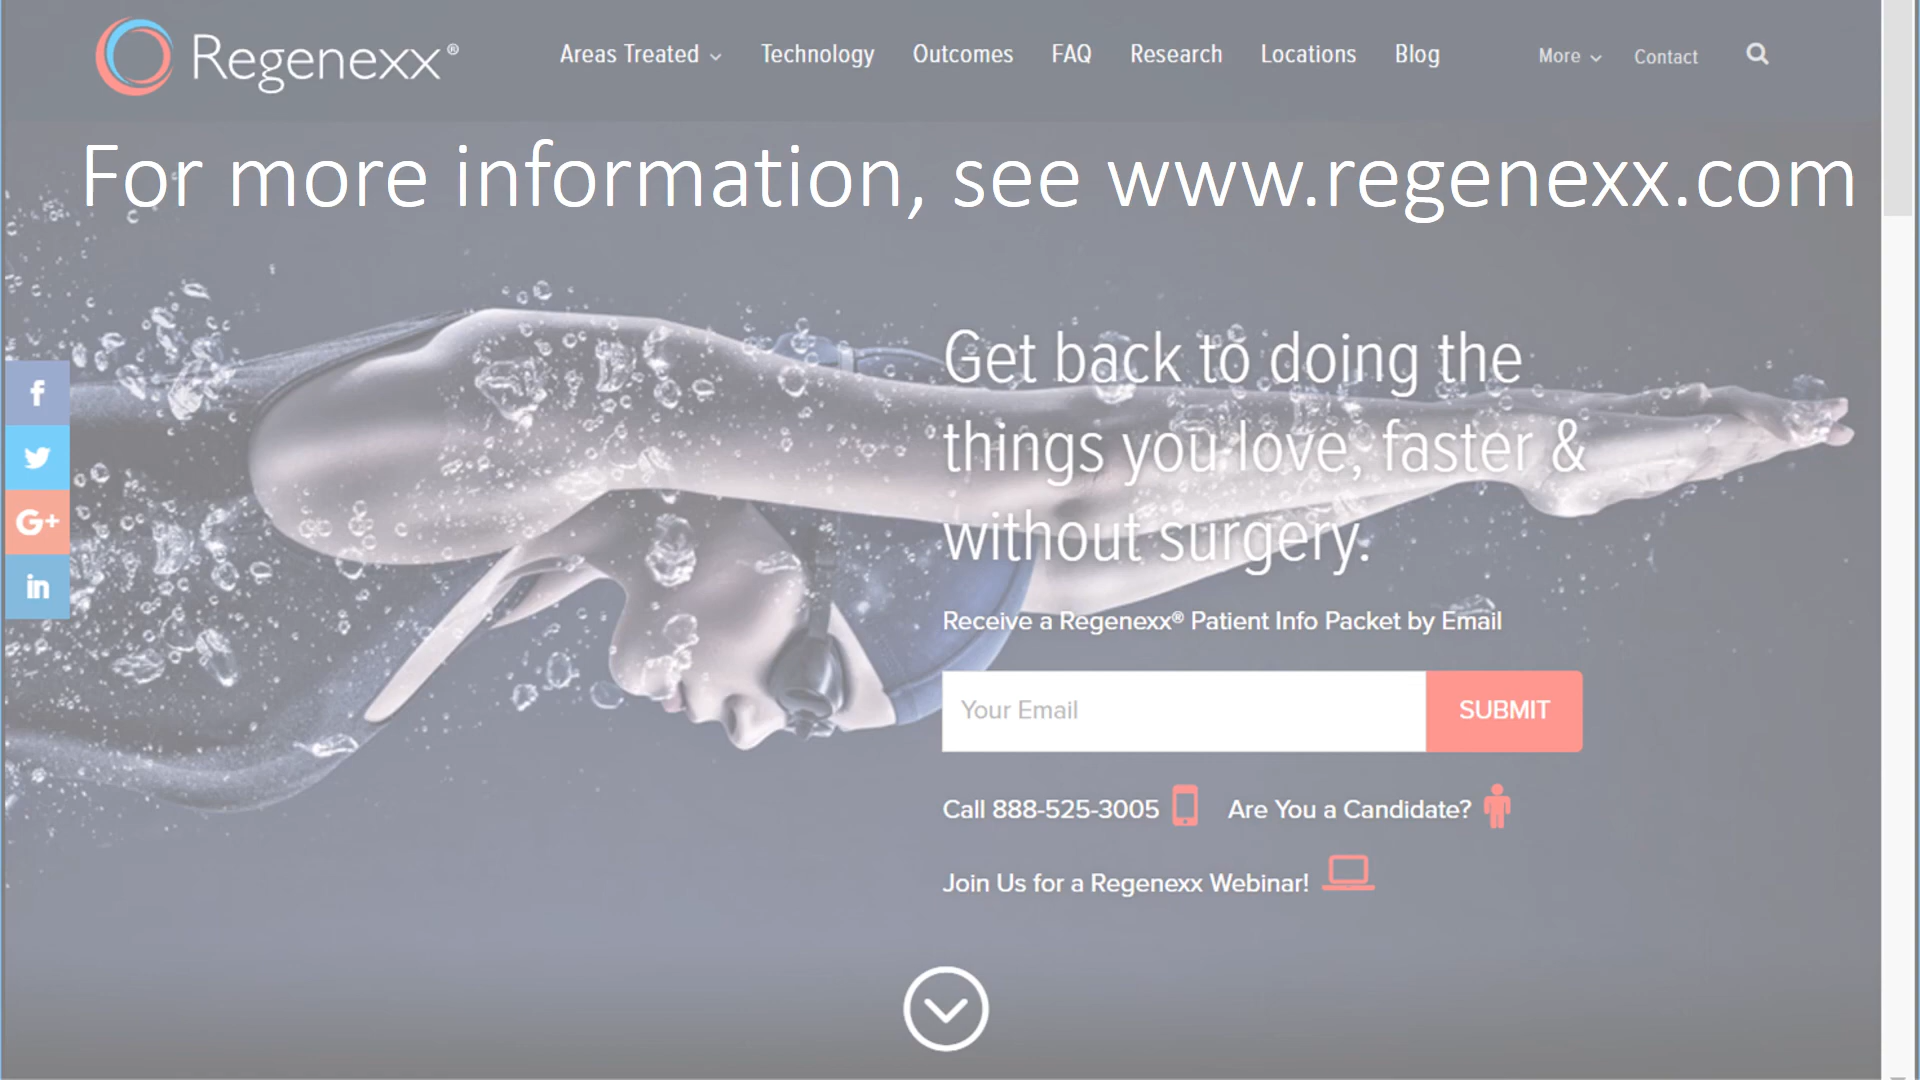 Regenexx®
Areas Treated Technology Outcomes FAQ Research Locations Blog More Contact
For more information, see www.regenexx.com
Get back to doing the
things you love, faster &
without surgery.
f
G+
in
Receive a Regenexx® Patient Info Packet by Email
Your Email SUBMIT
Call 888-525-3005 Are You a Candidate?
Join Us for a Regenexx Webinar!